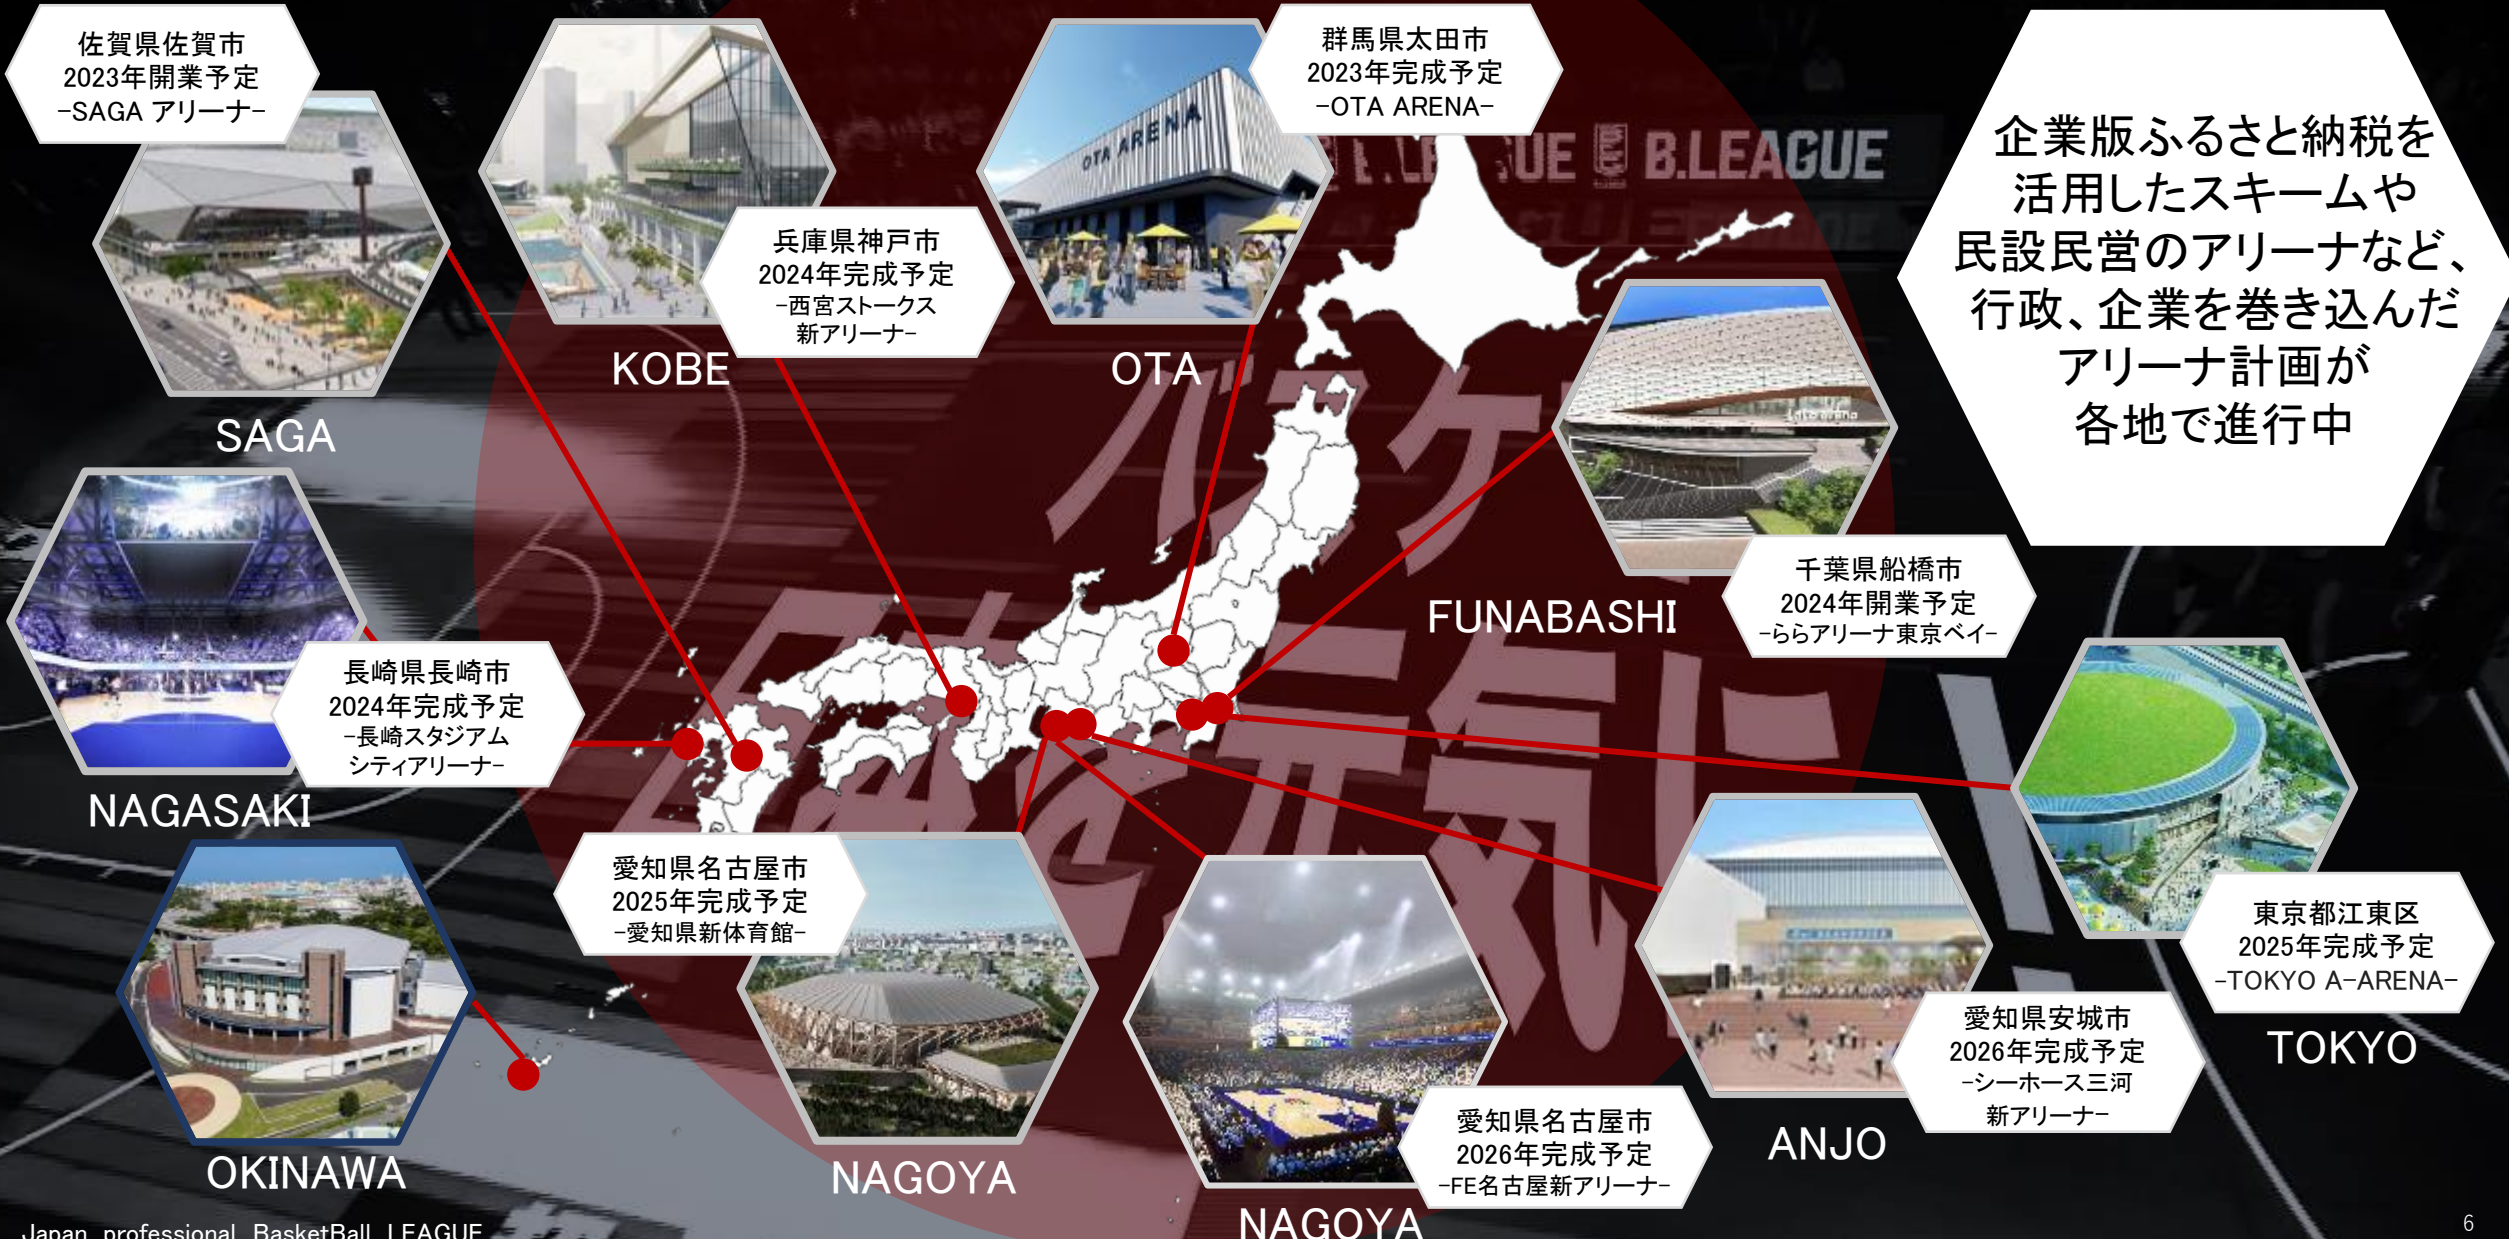 佐賀県佐賀市
2023年開業予定
-SAGA アリーナ-
SAGA
兵庫県神戸市
2024年完成予定
-西宮ストークス
新アリーナ-
KOBE
OTA ARENA
群馬県太田市
2023年完成予定
-OTA ARENA-
OTA
B.LEAGUE
企業版ふるさと納税を
活用したスキームや
民設民営のアリーナなど、
行政、企業を巻き込んだ
アリーナ計画が
各地で進行中
千葉県船橋市
2024年開業予定
-ららアリーナ東京ベイ-
FUNABASHI
長崎県長崎市
2024年完成予定
-長崎スタジアム
シティアリーナ-
NAGASAKI
東京都江東区
2025年完成予定
-TOKYO A-ARENA-
TOKYO
OKINAWA
愛知県名古屋市
2025年完成予定
-愛知県新体育館-
NAGOYA
愛知県名古屋市
2026年完成予定
-FE名古屋新アリーナ-
NAGOYA
愛知県安城市
2026年完成予定
-シーホース三河
新アリーナ-
ANJO
を元気に
Japan professional BasketBall LEAGUE
6